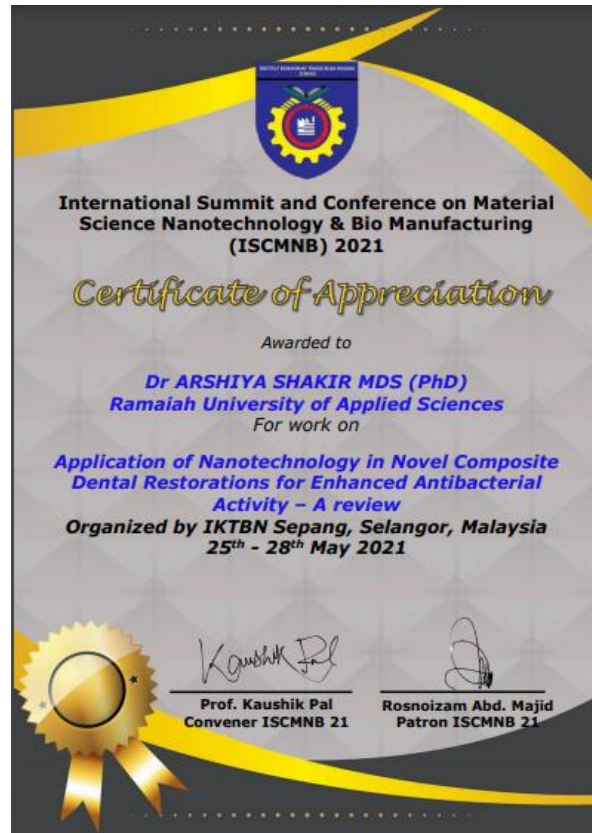 International Summit and Conference on Material
Science Nanotechnology & Bio Manufacturing
(ISCMNB) 2021
Certificate of Appreciation
Awarded to
Dr ARSHIYA SHAKIR MDS (PhD)
Ramaiah University of Applied Sciences
For work on
Application of Nanotechnology in Novel Composite
Dental Restorations for Enhanced Antibacterial
Activity – A review
Organized by IKTBN Sepang, Selangor, Malaysia
25th - 28th May 2021
Kaushik Pal
Prof. Kaushik Pal
Convener ISCMNB 21
Rosnoizam Abd. Majid
Patron ISCMNB 21